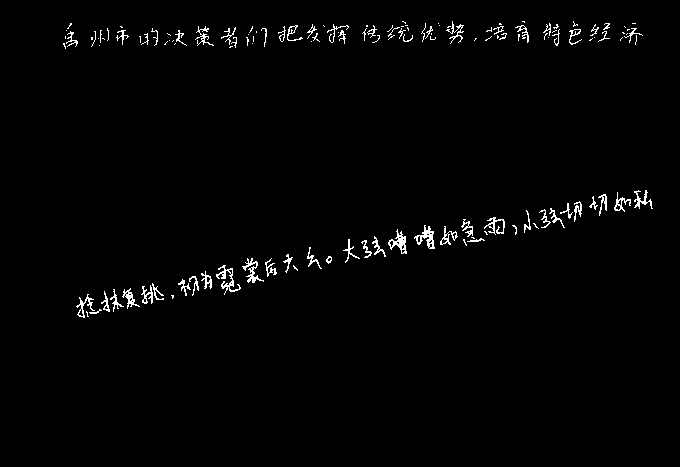 禹州市的决策者们把发挥传统优势,培育特色经济
捻抹复挑,初为霓裳后六幺。大弦嘈嘈如急雨,小弦切切如私